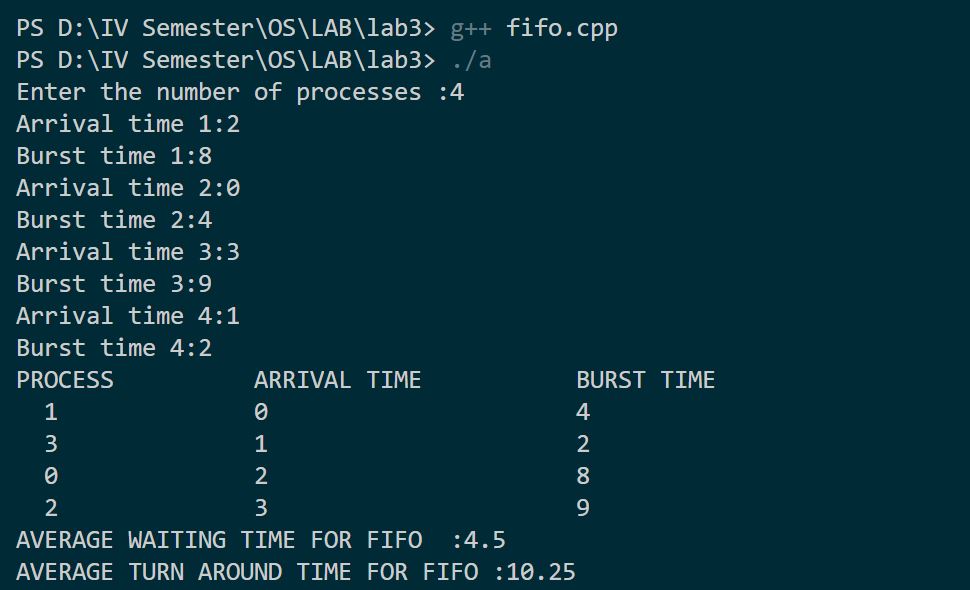 PS D:\IV Semester\OS\LAB\lab3> g++ fifo.cpp
PS D:\IV Semester\OS\LAB\lab3> ./a
Enter the number of processes :4
Arrival time 1:2
Burst time 1:8
Arrival time 2:0
Burst time 2:4
Arrival time 3:3
Burst time 3:9
Arrival time 4:1
Burst time 4:2
PROCESS          ARRIVAL TIME           BURST TIME
  1              0                      4
  3              1                      2
  0              2                      8
  2              3                      9
AVERAGE WAITING TIME FOR FIFO  :4.5
AVERAGE TURN AROUND TIME FOR FIFO :10.25